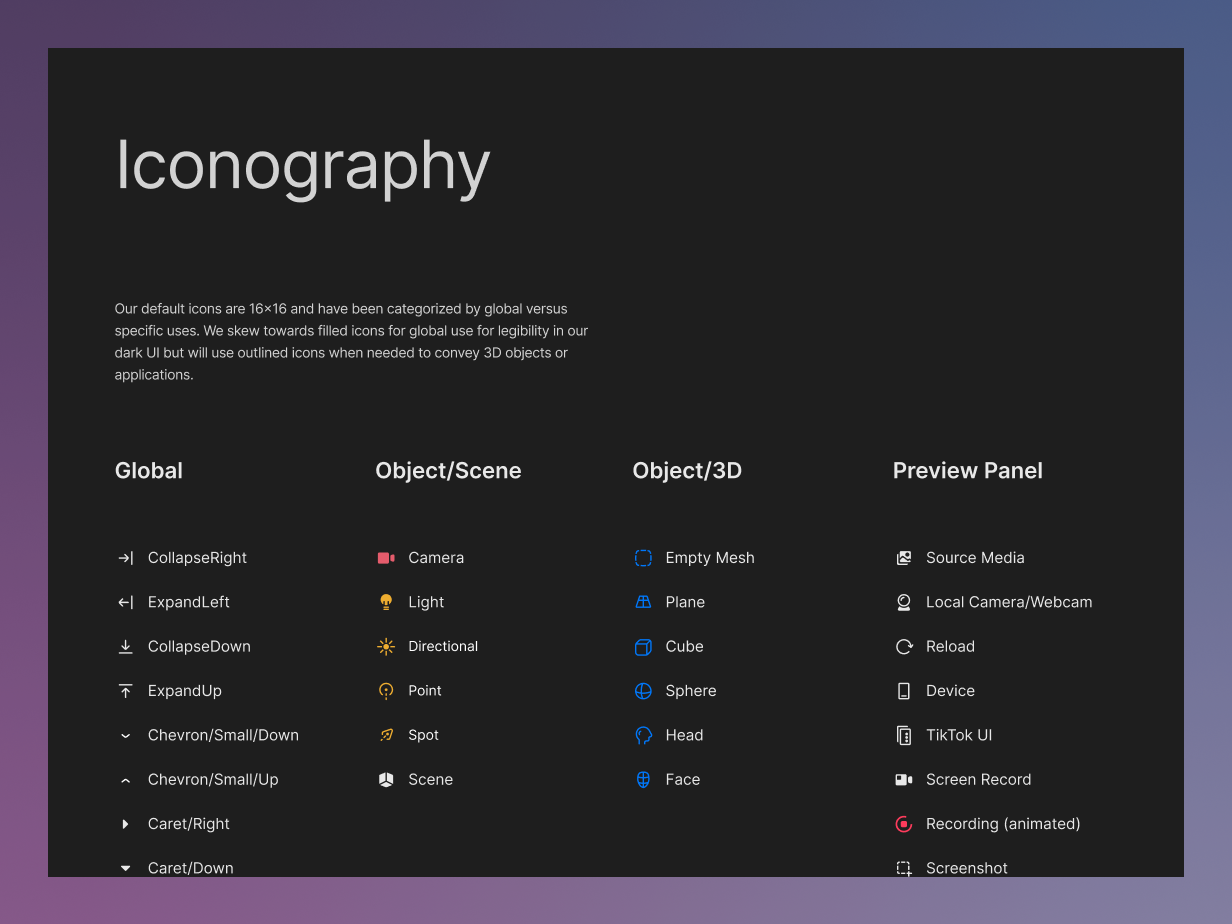 Iconography
Our default icons are 16×16 and have been categorized by global versus
specific uses. We skew towards filled icons for global use for legibility in our
dark UI but will use outlined icons when needed to convey 3D objects or
applications.
Global
CollapseRight
ExpandLeft
CollapseDown
ExpandUp
Chevron/Small/Down
Chevron/Small/Up
Caret/Right
Caret/Down
Object/Scene
Camera
Light
Directional
Point
Spot
Scene
Object/3D
Empty Mesh
Plane
Cube
Sphere
Head
Face
Preview Panel
Source Media
Local Camera/Webcam
Reload
Device
TikTok UI
Screen Record
Recording (animated)
Screenshot